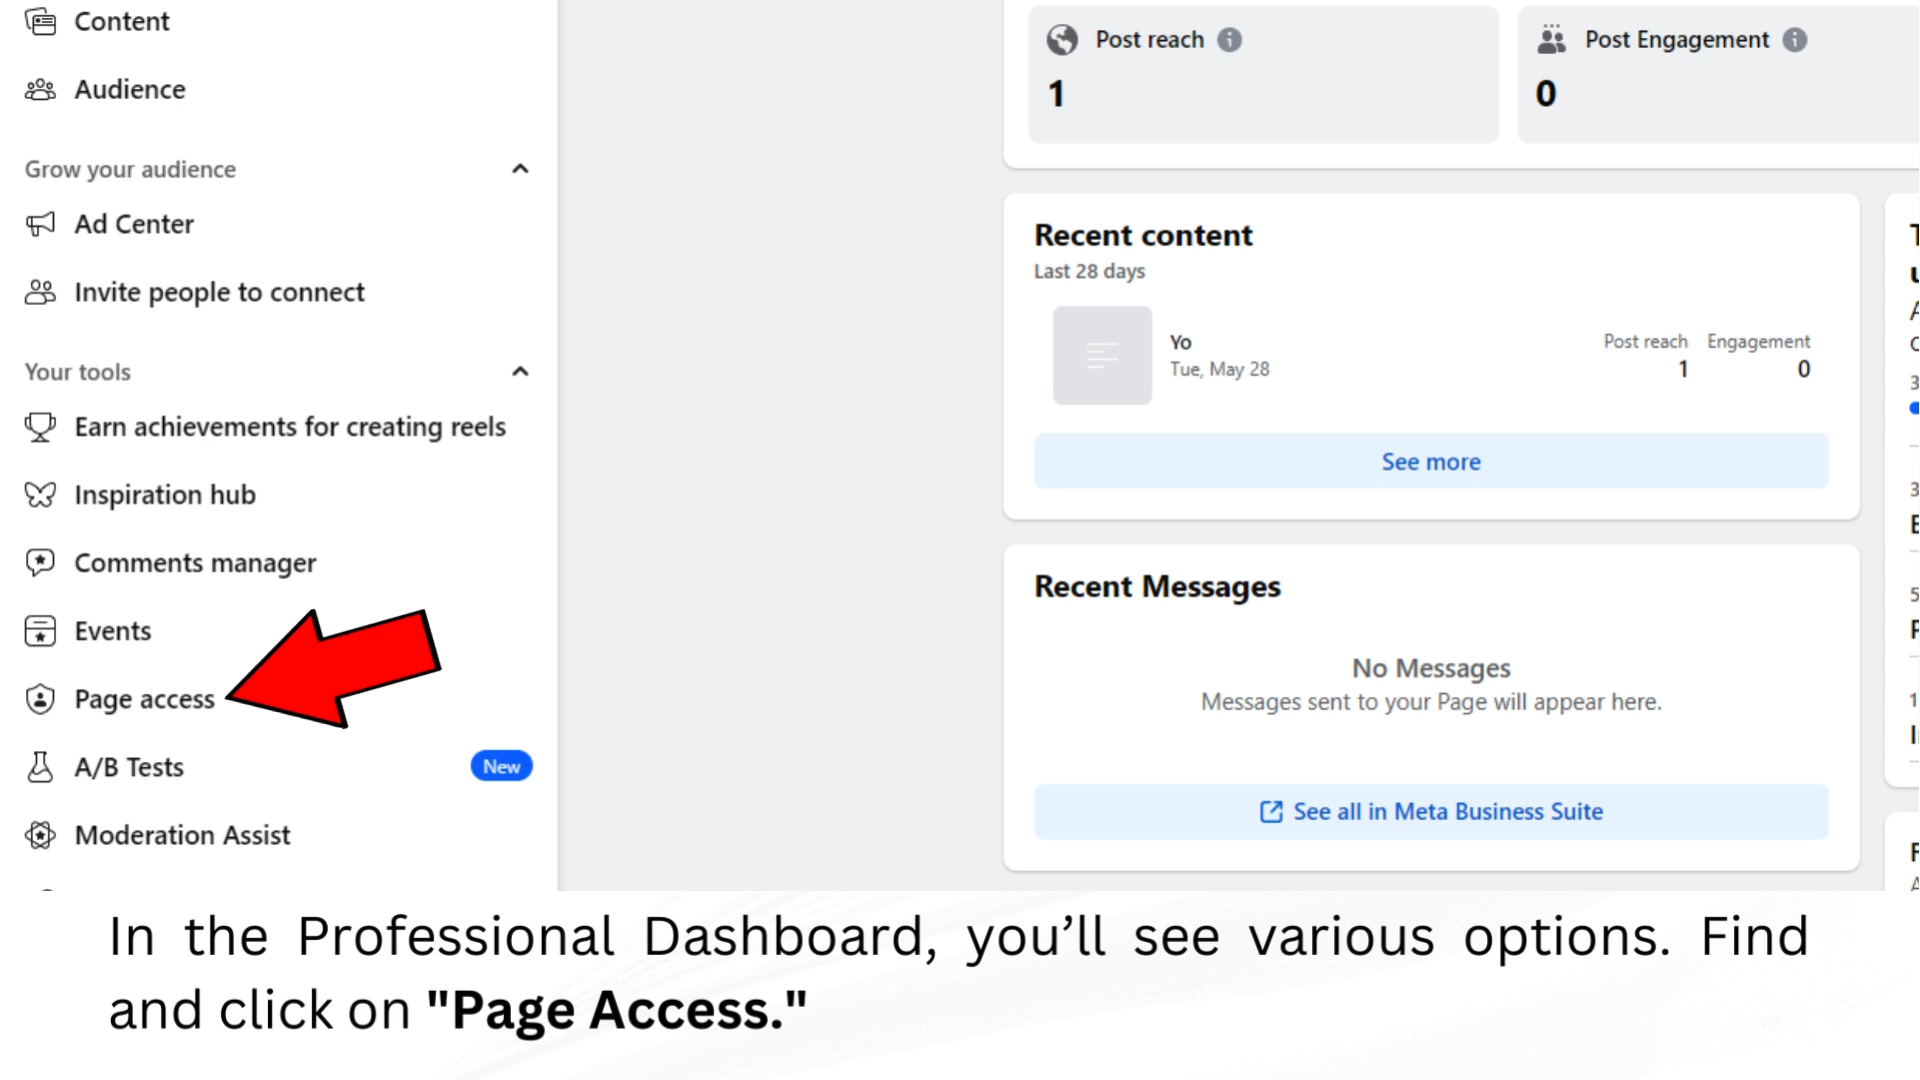 Content
Audience
Grow your audience
Ad Center
Invite people to connect
Your tools
Earn achievements for creating reels
Inspiration hub
Comments manager
Events
Page access
A/B Tests
New
Moderation Assist
Post reach
1
Post Engagement
0
Recent content
Last 28 days
Yo
Tue, May 28
Post reach
1
Engagement
0
See more
Recent Messages
No Messages
Messages sent to your Page will appear here.
See all in Meta Business Suite
In the Professional Dashboard, you’ll see various options. Find
and click on "Page Access."